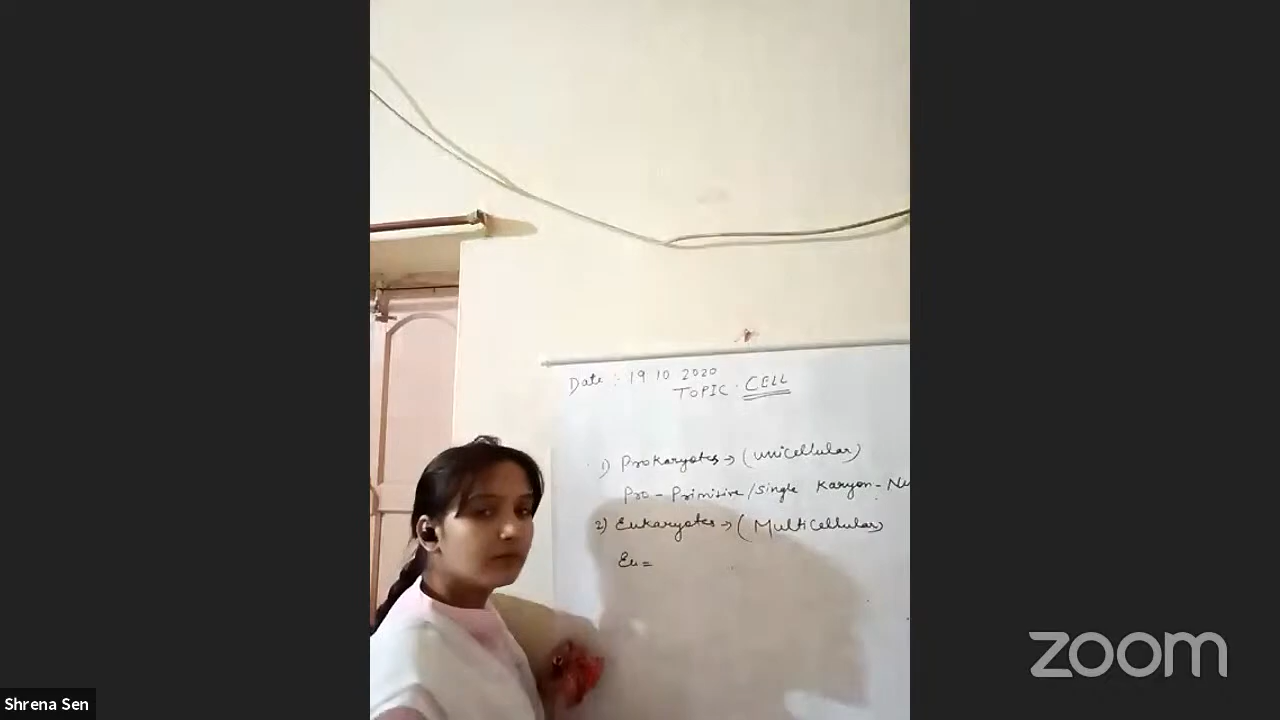 Date : 19 10 2020
TOPIC : CELL
1) Prokaryotes → (Unicellular)
Pro - Primitive / Single Karyon - Nu
2) Eukaryotes → (Multicellular)
Eu =
zoom
Shrena Sen